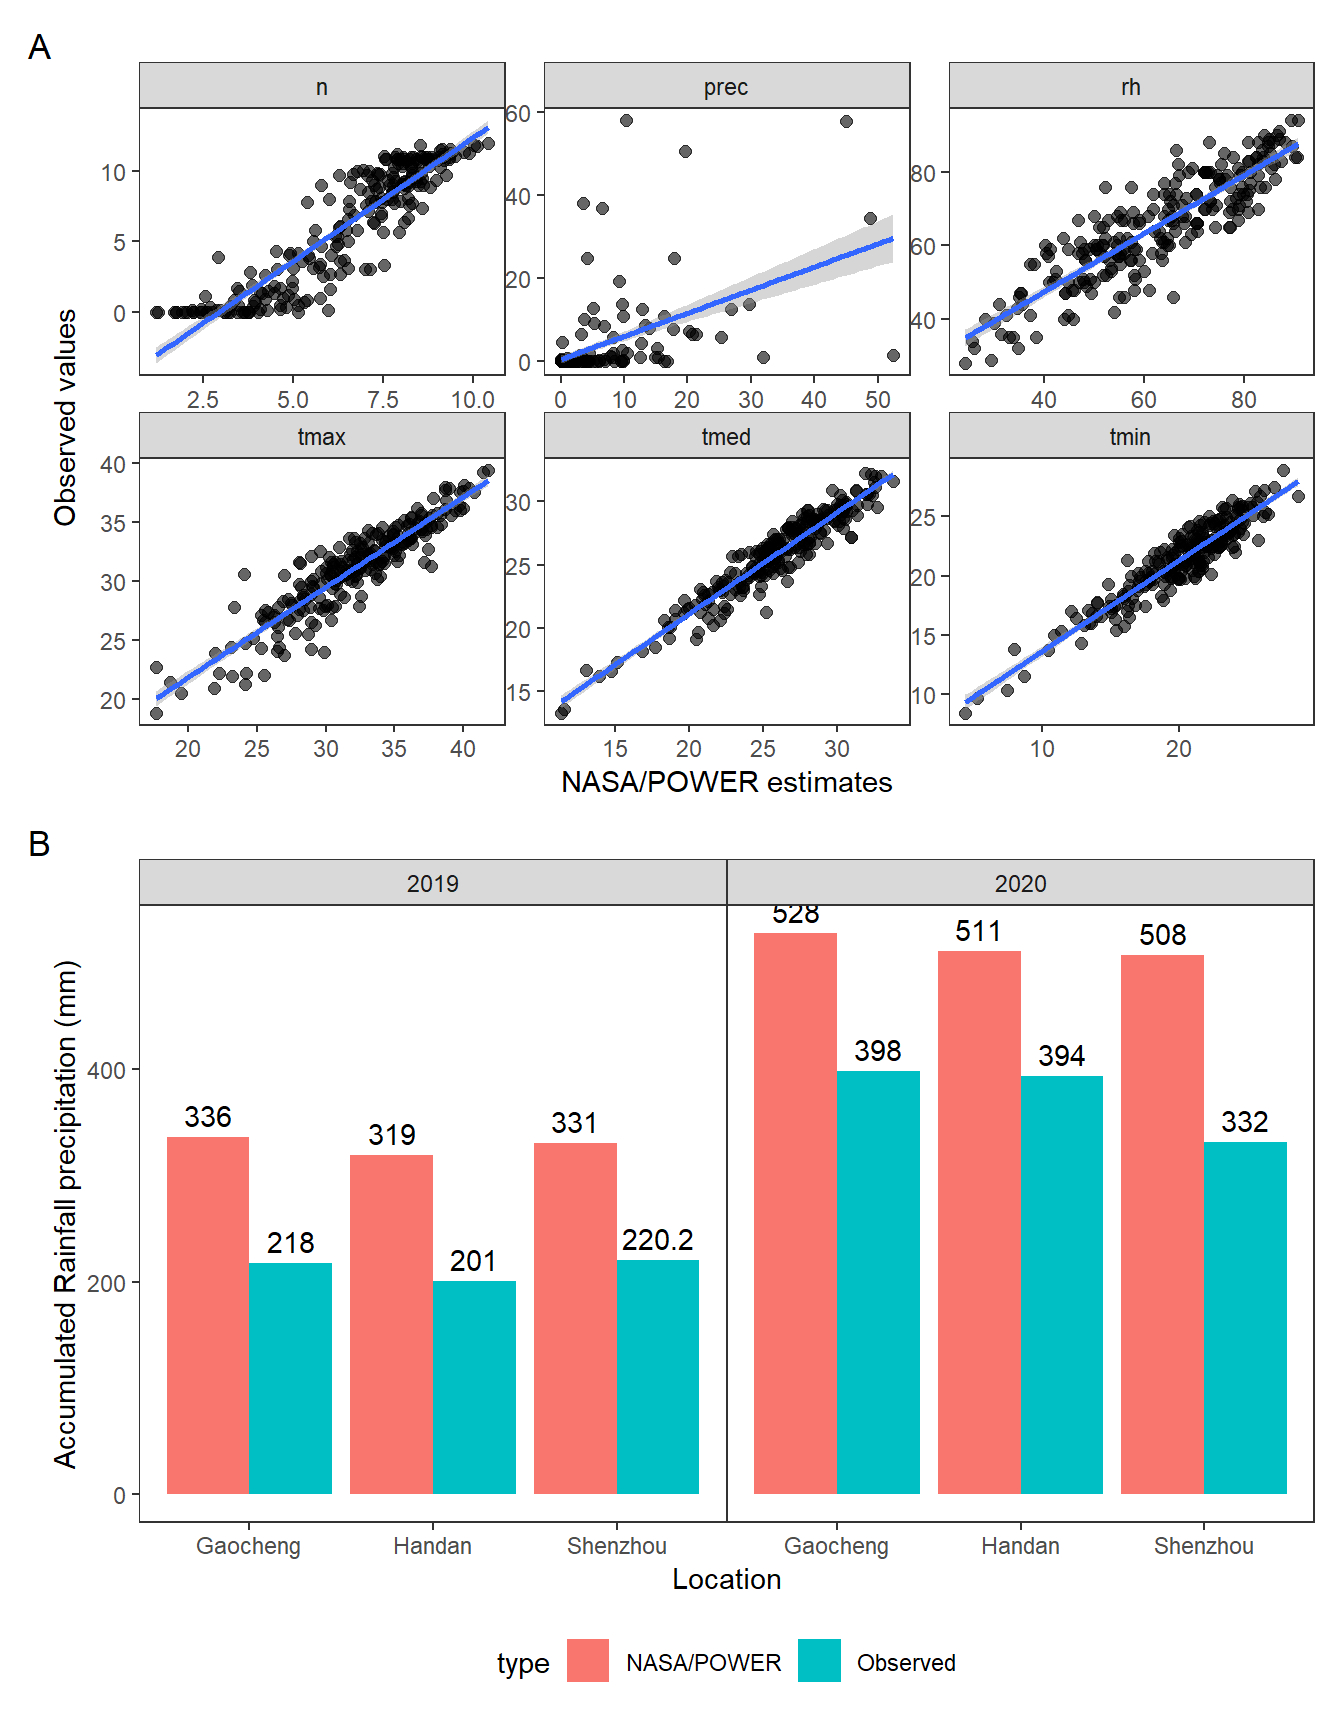 A
n prec rh
10
5
0
2.5 5.0 7.5 10.0
60
40
20
0
0 10 20 30 40 50
80
60
40
40 60 80
tmax tmed tmin
40
35
30
25
20
20 25 30 35 40
30
25
20
15
15 20 25 30
25
20
15
10
10 20
Observed values
NASA/POWER estimates
B
2019 2020
Accumulated Rainfall precipitation (mm)
400
200
0
336 218 319 201 331 220.2
528 398 511 394 508 332
Gaocheng Handan Shenzhou Gaocheng Handan Shenzhou
Location
type NASA/POWER Observed